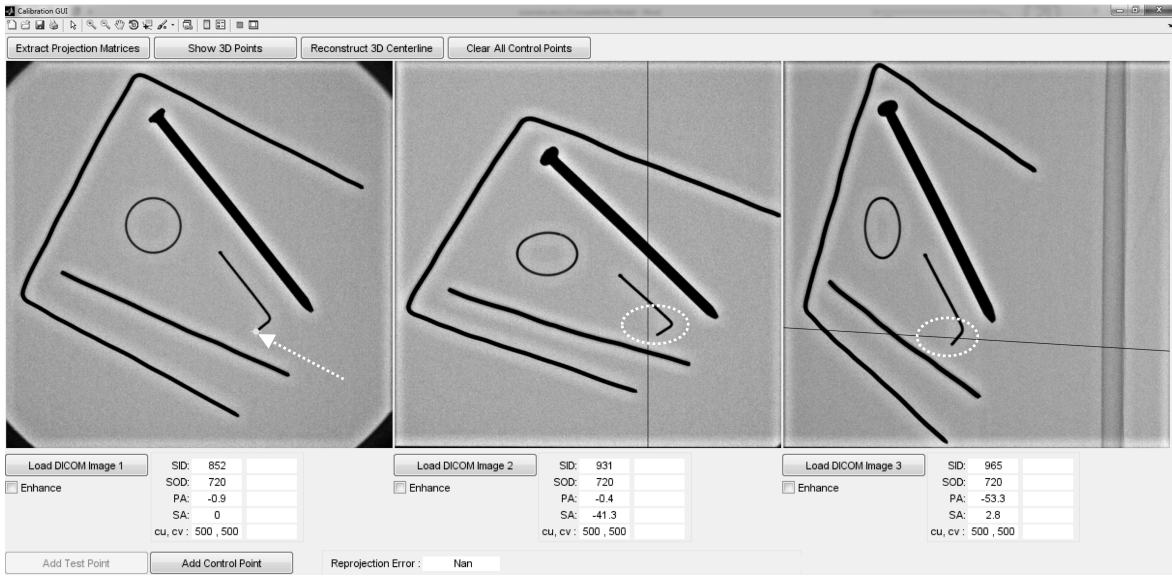 Calibration GUI
Extract Projection Matrices Show 3D Points Reconstruct 3D Centerline Clear All Control Points
Load DICOM Image 1 SID: 852 Load DICOM Image 2 SID: 931 Load DICOM Image 3 SID: 965
Enhance SOD: 720 Enhance SOD: 720 Enhance SOD: 720
PA: -0.9 PA: -0.4 PA: -53.3
SA: 0 SA: -41.3 SA: 2.8
cu, cv : 500 , 500 cu, cv : 500 , 500 cu, cv : 500 , 500
Add Test Point Add Control Point Reprojection Error : Nan